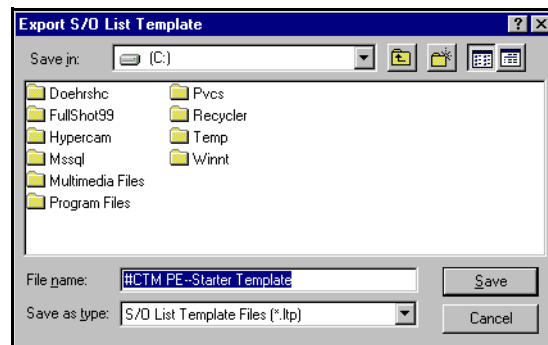 Export S/O List Template
Save in: (C:)
Doehrshc
FullShot99
Hypercam
Mssql
Multimedia Files
Program Files
Pvcs
Recycler
Temp
Winnt
File name: #CTM PE--Starter Template
Save
Save as type: S/O List Template Files (*.ltp)
Cancel